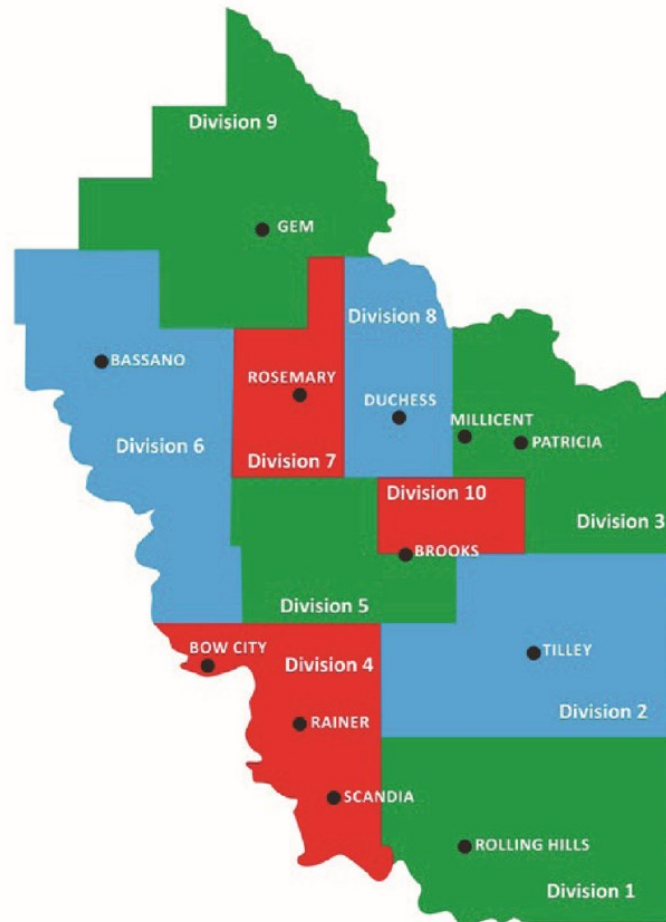 Division 9
GEM
Division 8
BASSANO
ROSEMARY
DUCHESS
MILLICENT
PATRICIA
Division 6
Division 7
Division 10
Division 3
BROOKS
Division 5
BOW CITY
Division 4
TILLEY
Division 2
RAINER
SCANDIA
ROLLING HILLS
Division 1